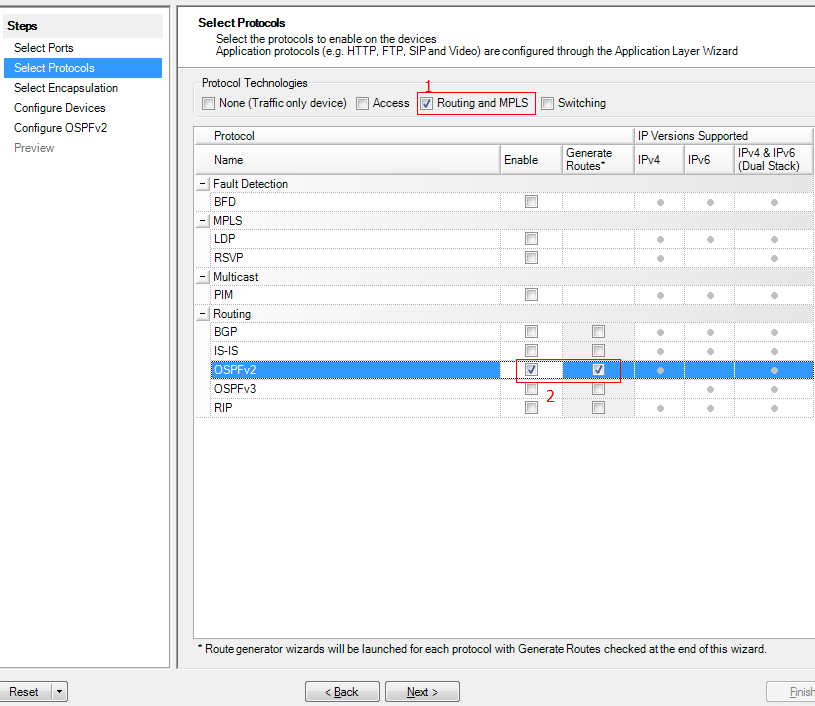 Steps
Select Ports
Select Protocols
Select Encapsulation
Configure Devices
Configure OSPFv2
Preview
Select Protocols
Select the protocols to enable on the devices
Application protocols (e.g. HTTP, FTP, SIP and Video) are configured through the Application Layer Wizard
Protocol Technologies
1
None (Traffic only device) Access Routing and MPLS Switching
Protocol IP Versions Supported
Name Enable Generate Routes* IPv4 IPv6 IPv4 & IPv6 (Dual Stack)
Fault Detection
BFD
MPLS
LDP
RSVP
Multicast
PIM
Routing
BGP
IS-IS
OSPFv2
OSPFv3
2
RIP
* Route generator wizards will be launched for each protocol with Generate Routes checked at the end of this wizard.
Reset < Back Next > Finish